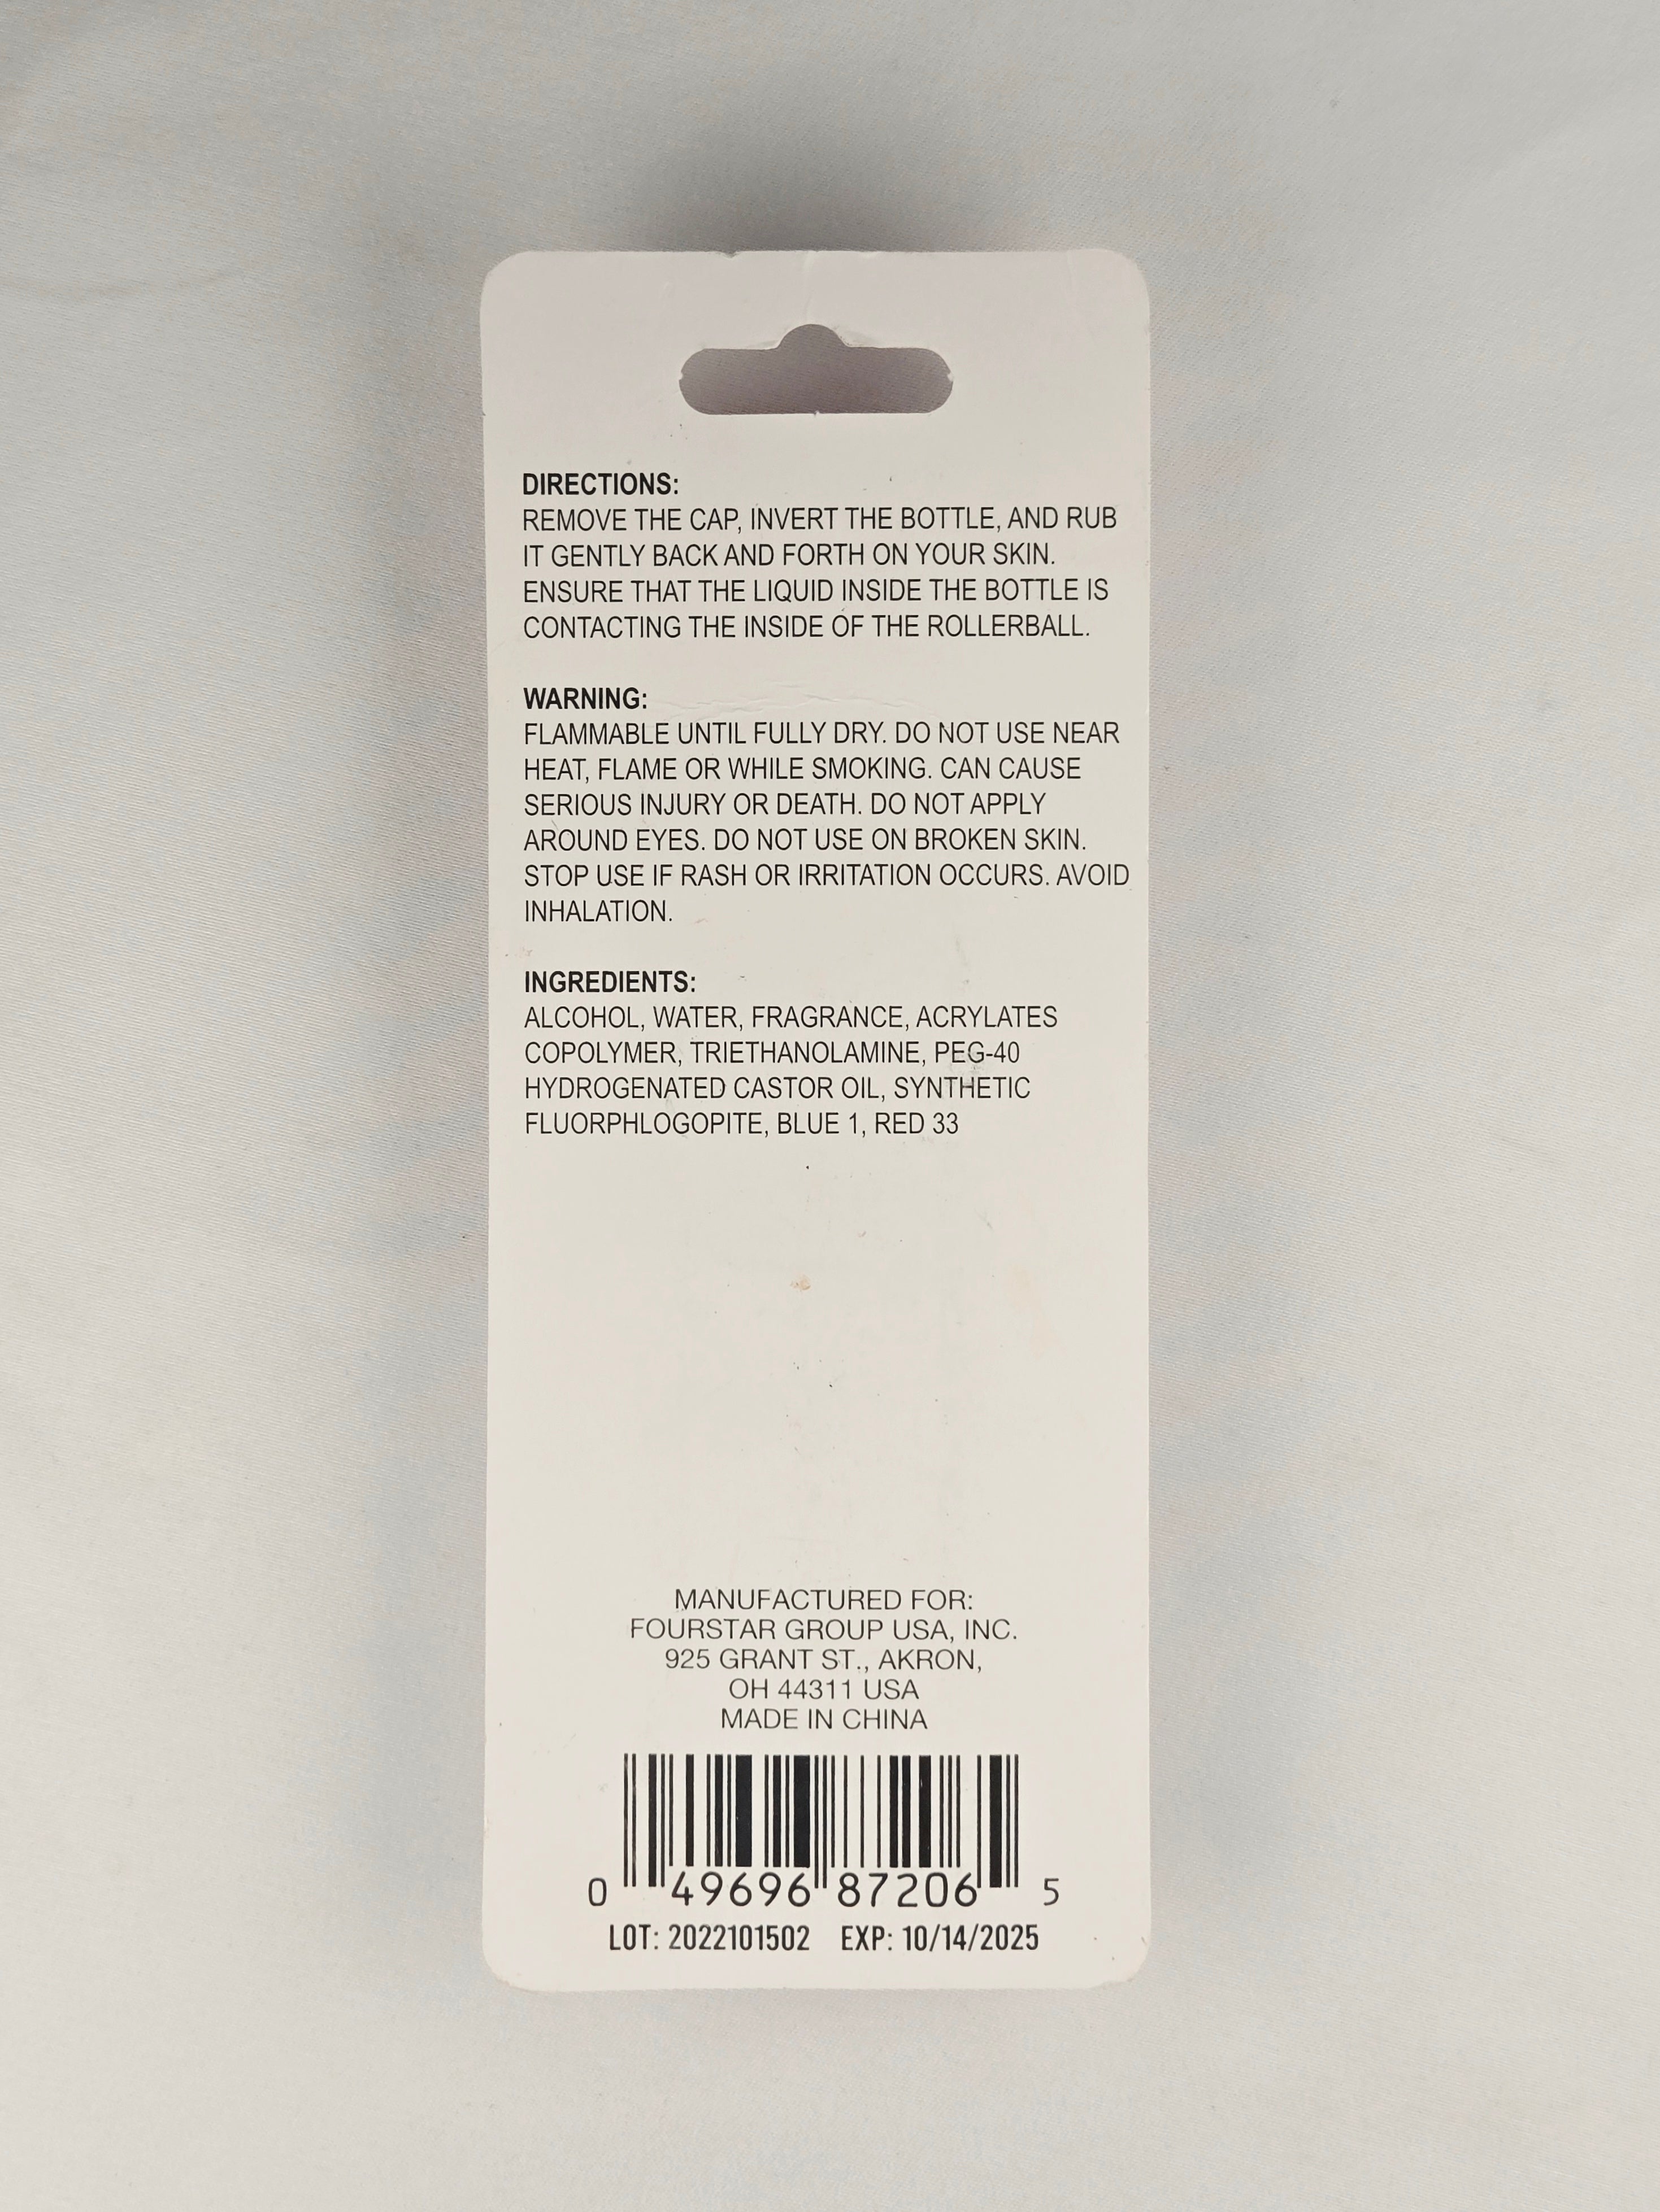 DIRECTIONS:
REMOVE THE CAP, INVERT THE BOTTLE, AND RUB
IT GENTLY BACK AND FORTH ON YOUR SKIN.
ENSURE THAT THE LIQUID INSIDE THE BOTTLE IS
CONTACTING THE INSIDE OF THE ROLLERBALL.
WARNING:
FLAMMABLE UNTIL FULLY DRY. DO NOT USE NEAR
HEAT, FLAME OR WHILE SMOKING. CAN CAUSE
SERIOUS INJURY OR DEATH. DO NOT APPLY
AROUND EYES. DO NOT USE ON BROKEN SKIN.
STOP USE IF RASH OR IRRITATION OCCURS. AVOID
INHALATION.
INGREDIENTS:
ALCOHOL, WATER, FRAGRANCE, ACRYLATES
COPOLYMER, TRIETHANOLAMINE, PEG-40
HYDROGENATED CASTOR OIL, SYNTHETIC
FLUORPHLOGOPITE, BLUE 1, RED 33
MANUFACTURED FOR:
FOURSTAR GROUP USA, INC.
925 GRANT ST., AKRON,
OH 44311 USA
MADE IN CHINA
0 49696 87206 5
LOT: 2022101502 EXP: 10/14/2025